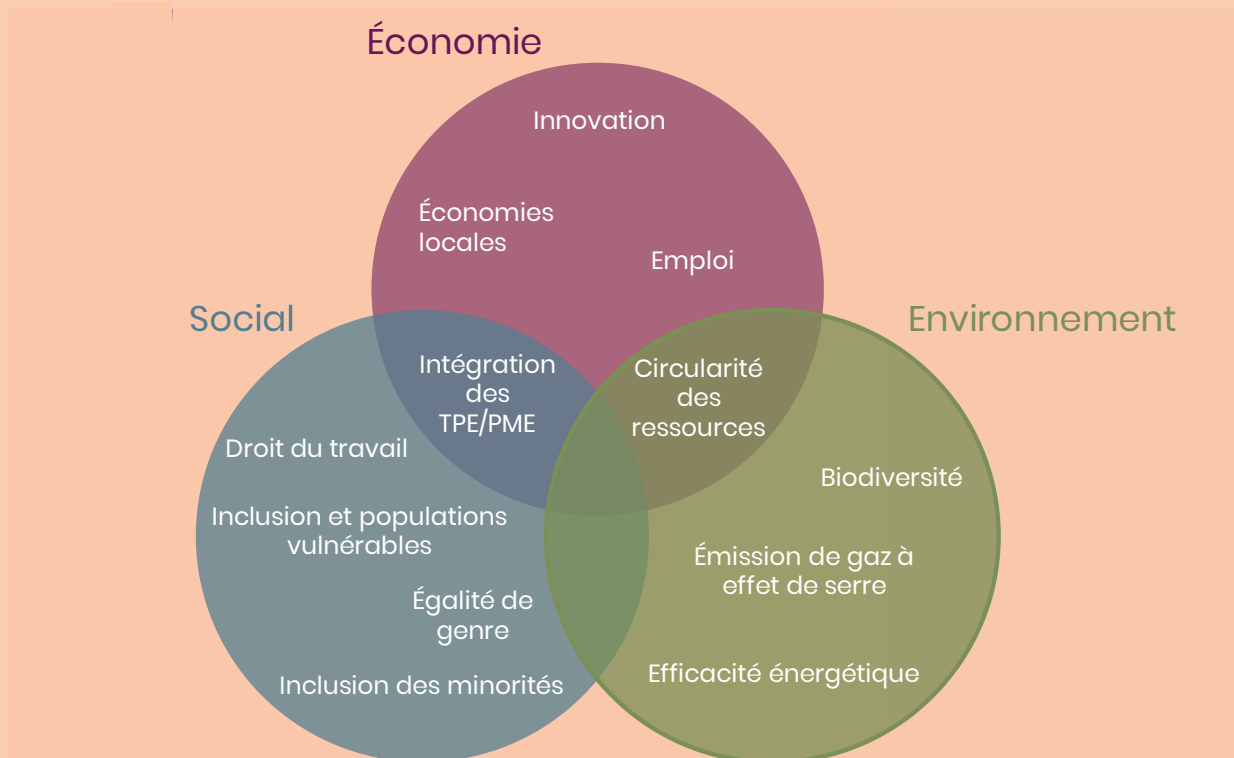 Économie
Innovation
Économies
locales
Emploi
Social
Environnement
Intégration
des
TPE/PME
Circularité
des
ressources
Droit du travail
Biodiversité
Inclusion et populations
vulnérables
Émission de gaz à
effet de serre
Égalité de
genre
Efficacité énergétique
Inclusion des minorités